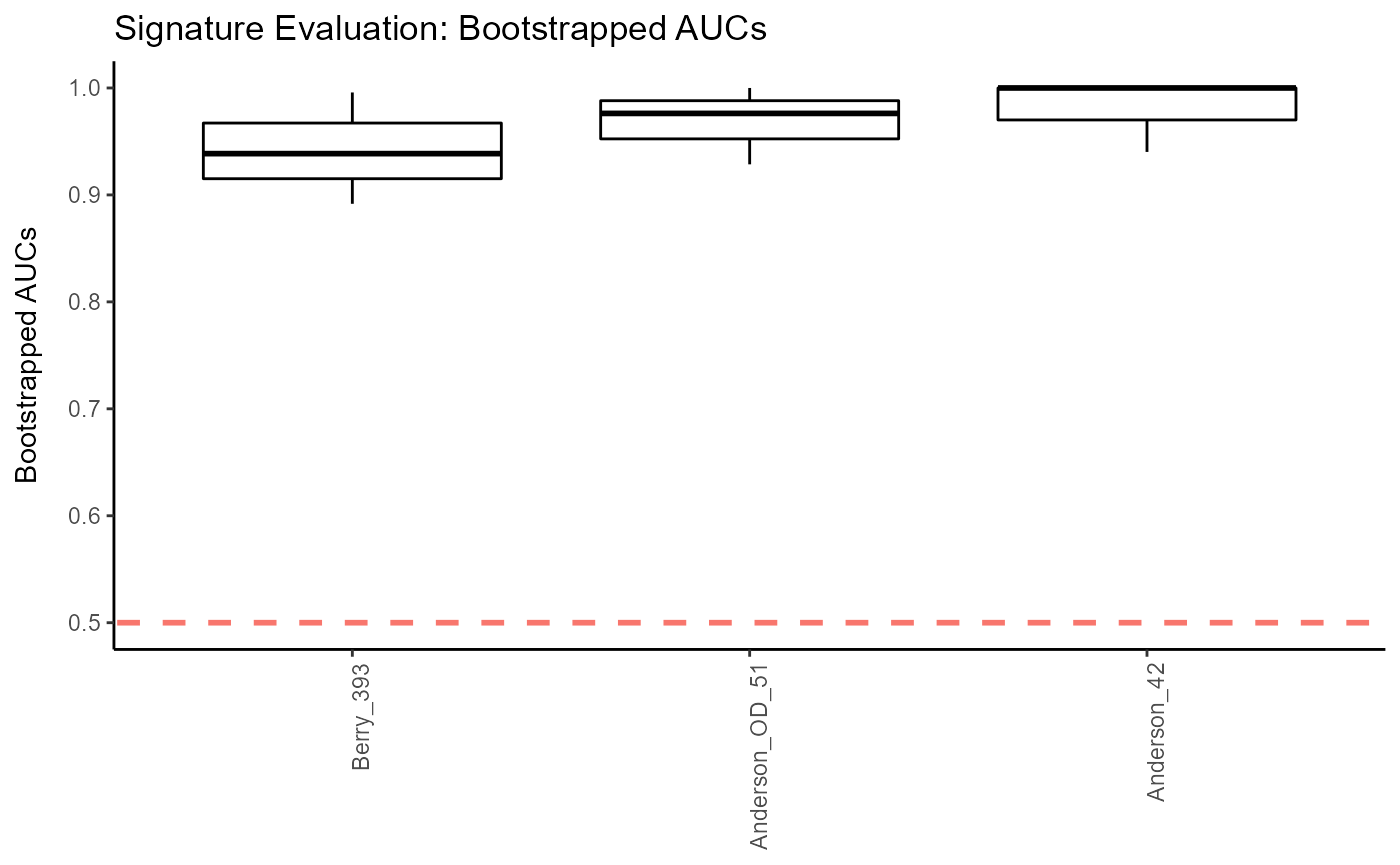 Signature Evaluation: Bootstrapped AUCs
Bootstrapped AUCs
1.0
0.9
0.8
0.7
0.6
0.5
Berry_393
Anderson_OD_51
Anderson_42